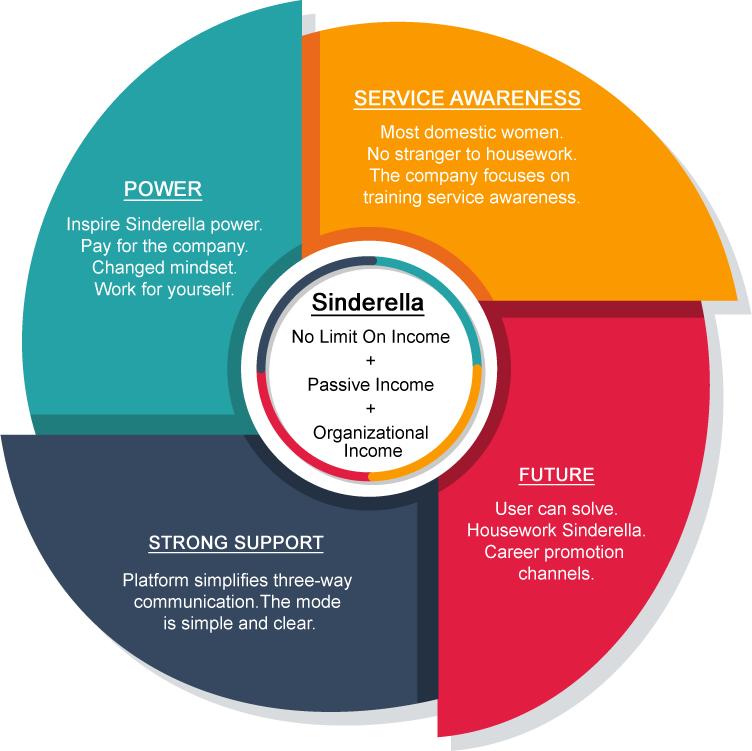 SERVICE AWARENESS
Most domestic women.
No stranger to housework.
The company focuses on
training service awareness.
POWER
Inspire Sinderella power.
Pay for the company.
Changed mindset.
Work for yourself.
Sinderella
No Limit On Income
+
Passive Income
+
Organizational
Income
FUTURE
User can solve.
Housework Sinderella.
Career promotion
channels.
STRONG SUPPORT
Platform simplifies three-way
communication.The mode
is simple and clear.